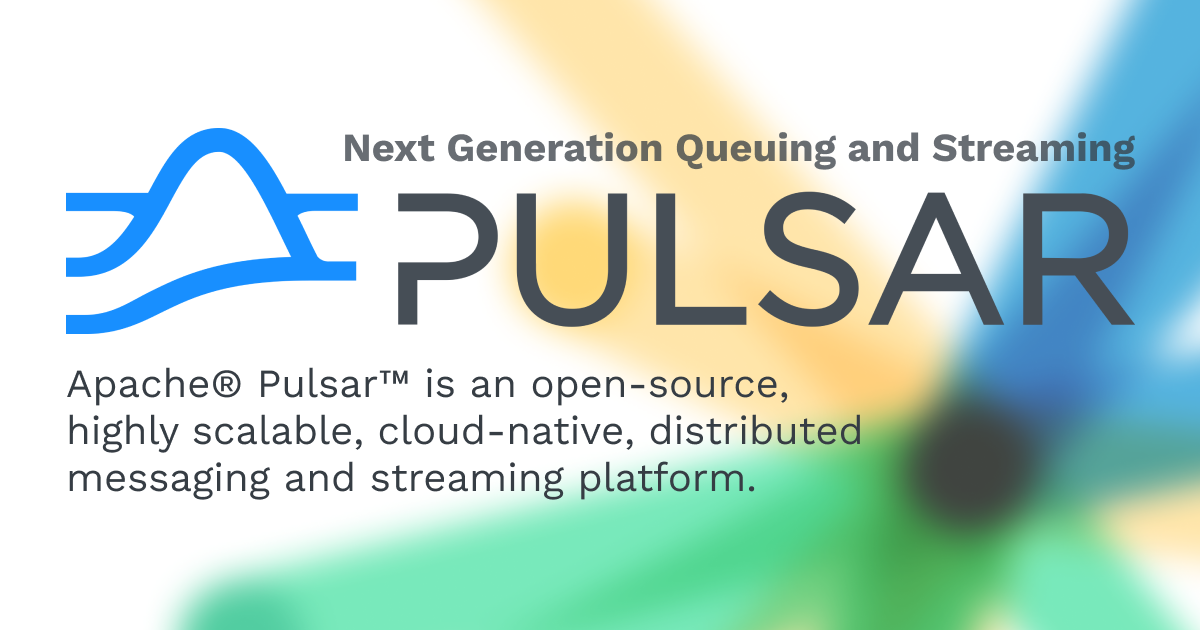 Next Generation Queuing and Streaming
PULSAR
Apache® Pulsar™ is an open-source,
highly scalable, cloud-native, distributed
messaging and streaming platform.